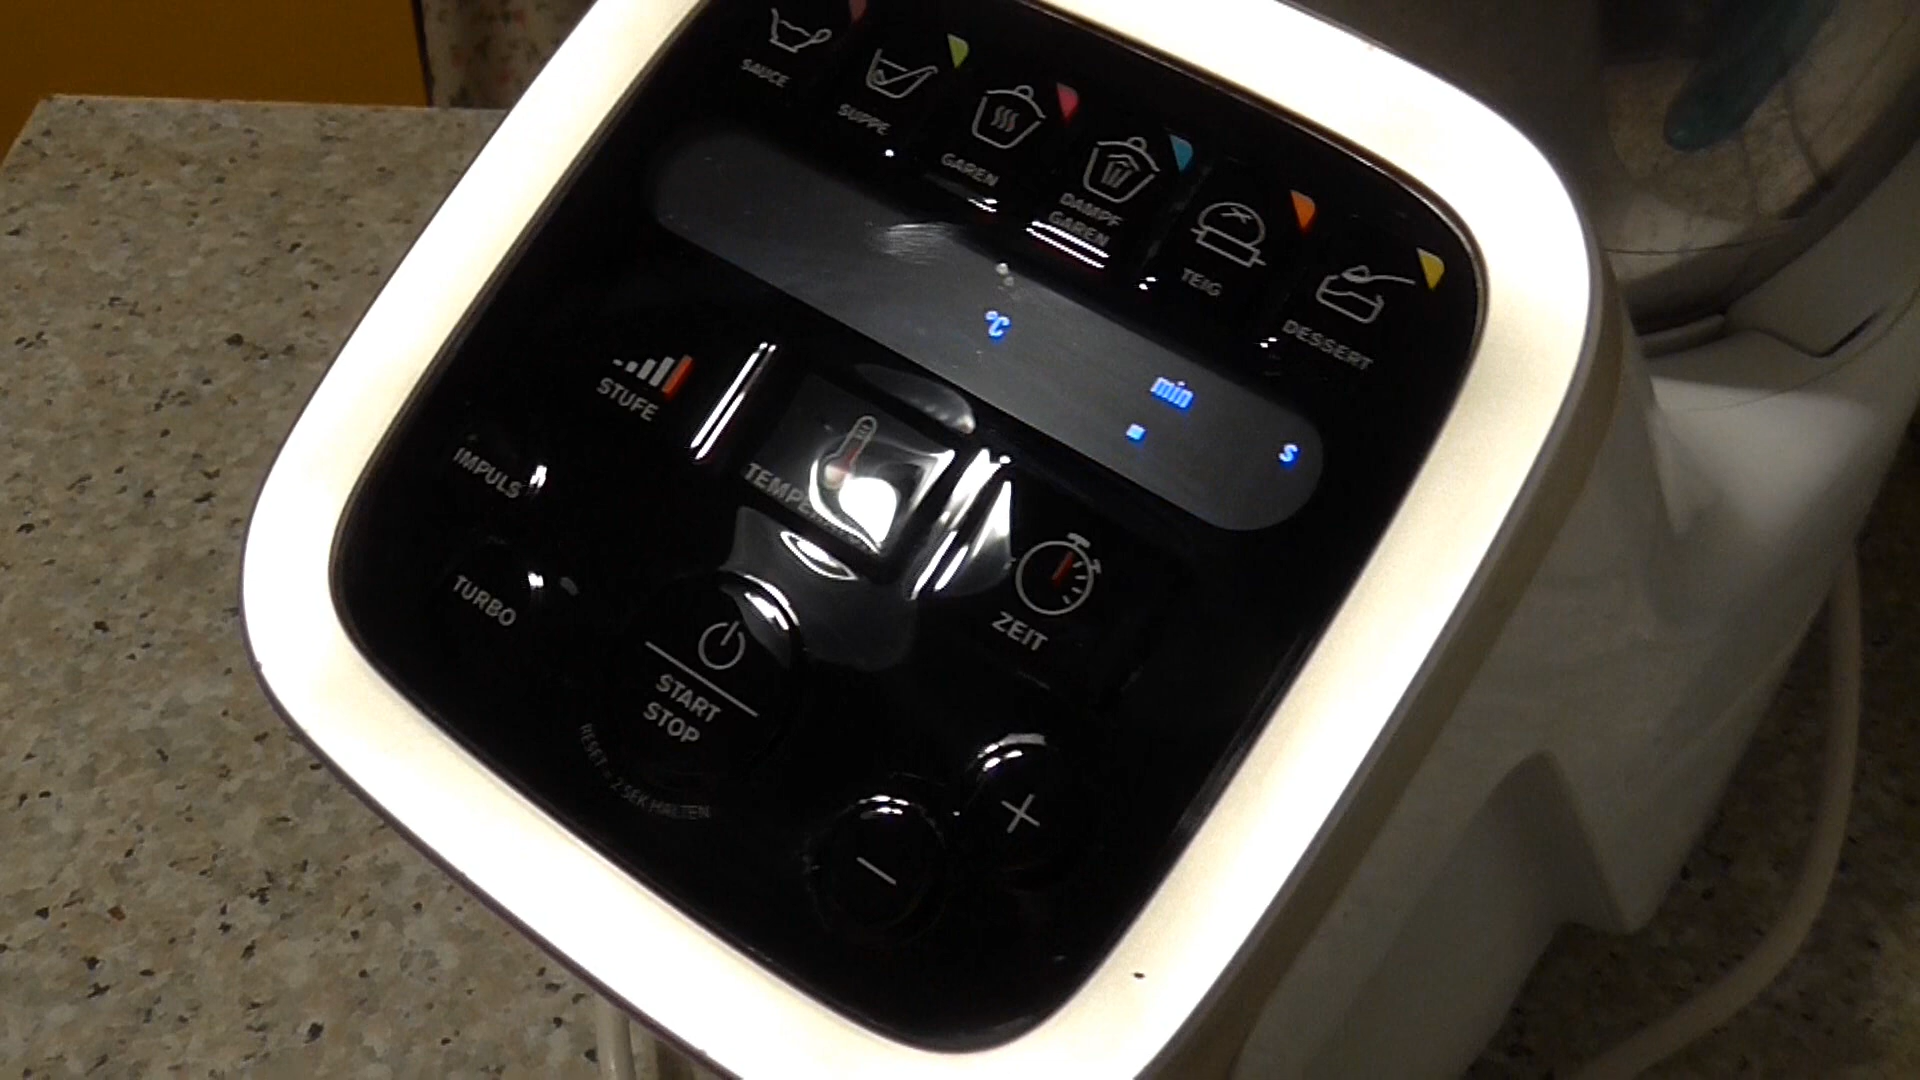 SAUCE
SUPPE
GAREN
DAMPF
GAREN
TEIG
DESSERT
°C
min
s
STUFE
IMPULS
TURBO
ZEIT
START
STOP
RESET = 2 SEK HALTEN
+
−